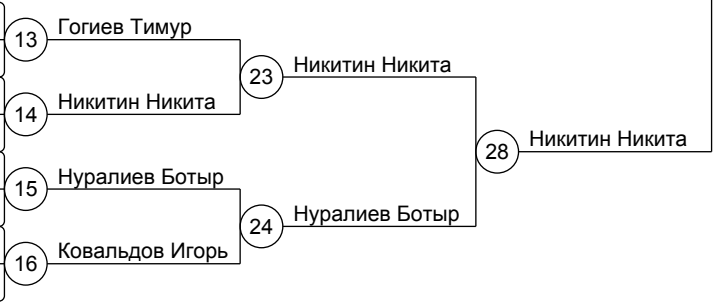 13 Гогиев Тимур
23 Никитин Никита
14 Никитин Никита
28 Никитин Никита
15 Нуралиев Ботыр
24 Нуралиев Ботыр
16 Ковальдов Игорь